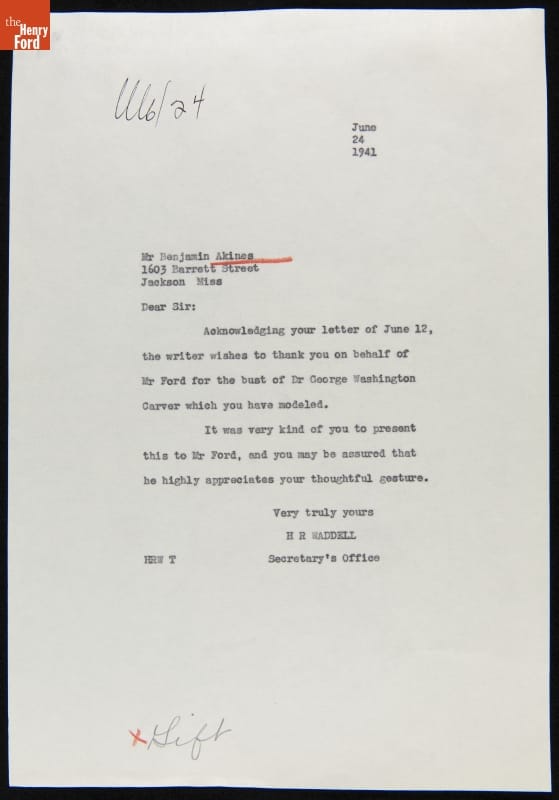 the
Henry
Ford
6/24
June
24
1941
Mr Benjamin Akines
1603 Barrett Street
Jackson Miss
Dear Sir:
Acknowledging your letter of June 12,
the writer wishes to thank you on behalf of
Mr Ford for the bust of Dr George Washington
Carver which you have modeled.
It was very kind of you to present
this to Mr Ford, and you may be assured that
he highly appreciates your thoughtful gesture.
Very truly yours
H R WADDELL
HRW T Secretary's Office
x Gift